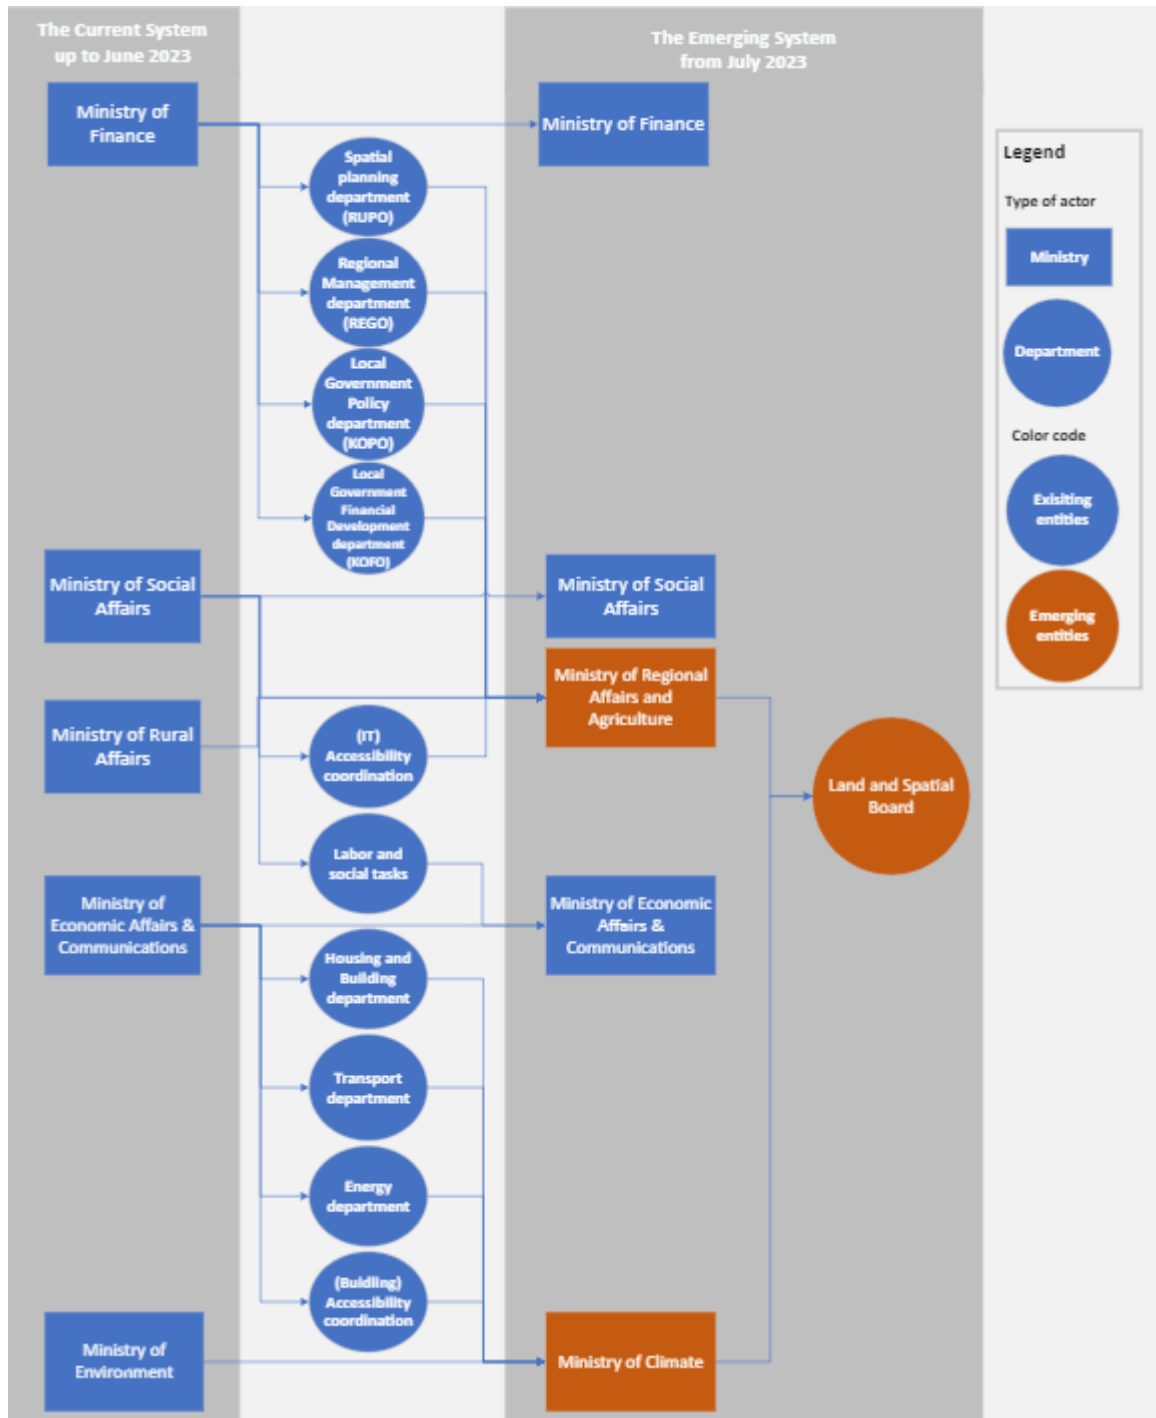 The Current System
up to June 2023
The Emerging System
from July 2023
Ministry of
Finance
Ministry of Finance
Spatial
planning
department
(RUPO)
Regional
Management
department
(REGO)
Local
Government
Policy
department
(KOPO)
Local
Government
Financial
Development
department
(KOFO)
Ministry of Social
Affairs
Ministry of Social
Affairs
Ministry of Regional
Affairs and
Agriculture
Ministry of Rural
Affairs
(IT)
Accessibility
coordination
Land and Spatial
Board
Labor and
social tasks
Ministry of
Economic Affairs &
Communications
Ministry of Economic
Affairs &
Communications
Housing and
Building
department
Transport
department
Energy
department
(Buidling)
Accessibility
coordination
Ministry of
Environment
Ministry of Climate
Legend
Type of actor
Ministry
Department
Color code
Exisiting
entities
Emerging
entities